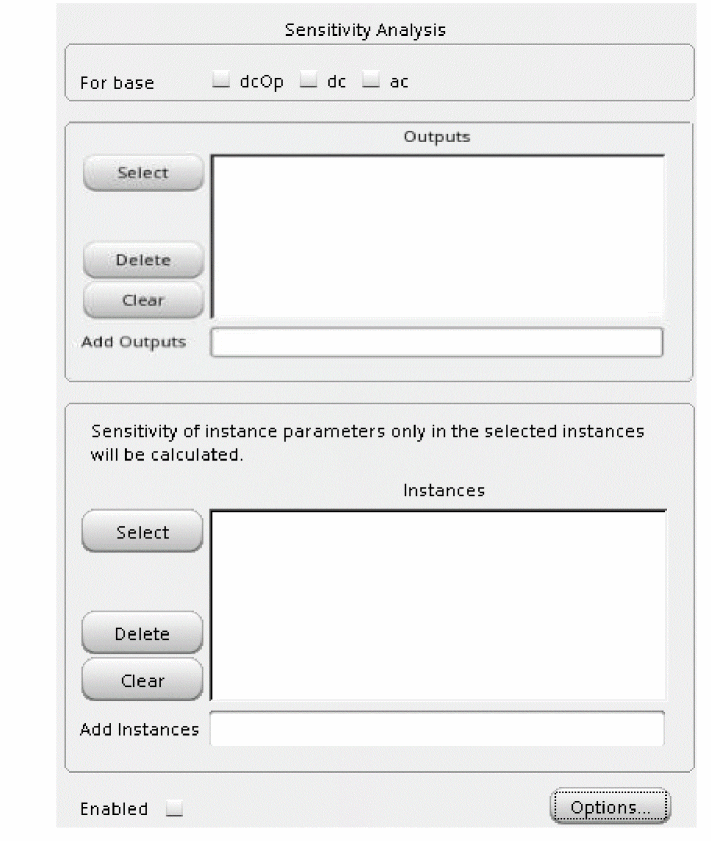 Sensitivity Analysis
For base dcOp dc ac
Outputs
Select
Delete
Clear
Add Outputs
Sensitivity of instance parameters only in the selected instances
will be calculated.
Instances
Select
Delete
Clear
Add Instances
Enabled
Options...